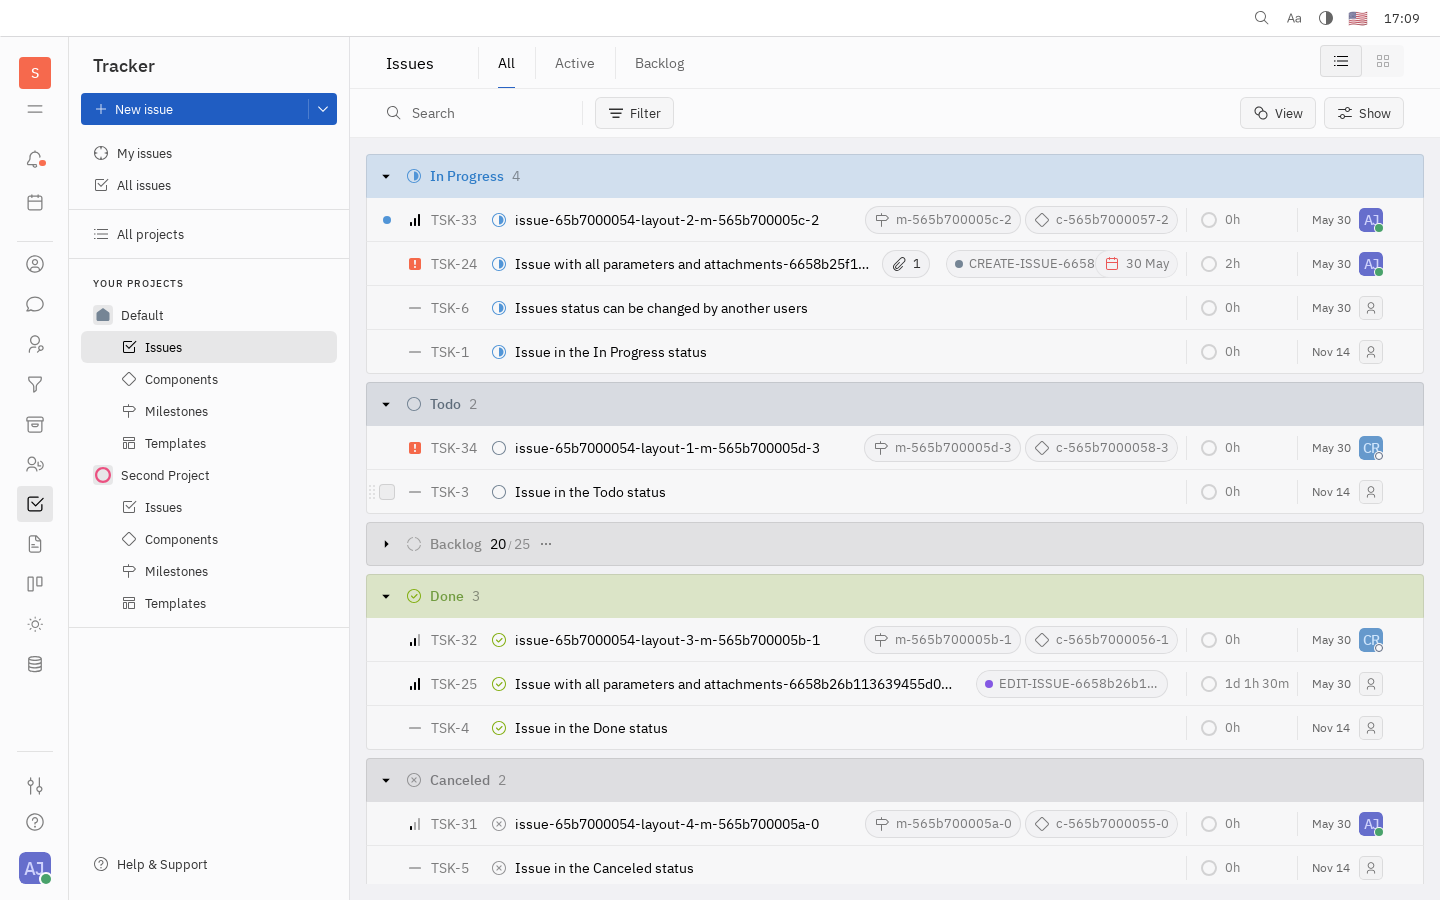 Aa 17:09
S
Tracker
New issue
My issues
All issues
All projects
YOUR PROJECTS
Default
Issues
Components
Milestones
Templates
Second Project
Issues
Components
Milestones
Templates
Help & Support
AJ
Issues All Active Backlog
Search Filter View Show
In Progress 4
TSK-33 issue-65b7000054-layout-2-m-565b700005c-2 m-565b700005c-2 c-565b7000057-2 0h May 30 AJ
TSK-24 Issue with all parameters and attachments-6658b25f1... 1 CREATE-ISSUE-6658 30 May 2h May 30 AJ
TSK-6 Issues status can be changed by another users 0h May 30
TSK-1 Issue in the In Progress status 0h Nov 14
Todo 2
TSK-34 issue-65b7000054-layout-1-m-565b700005d-3 m-565b700005d-3 c-565b7000058-3 0h May 30 CR
TSK-3 Issue in the Todo status 0h Nov 14
Backlog 20/25 ...
Done 3
TSK-32 issue-65b7000054-layout-3-m-565b700005b-1 m-565b700005b-1 c-565b7000056-1 0h May 30 CR
TSK-25 Issue with all parameters and attachments-6658b26b113639455d0... EDIT-ISSUE-6658b26b1... 1d 1h 30m May 30
TSK-4 Issue in the Done status 0h Nov 14
Canceled 2
TSK-31 issue-65b7000054-layout-4-m-565b700005a-0 m-565b700005a-0 c-565b7000055-0 0h May 30 AJ
TSK-5 Issue in the Canceled status 0h Nov 14